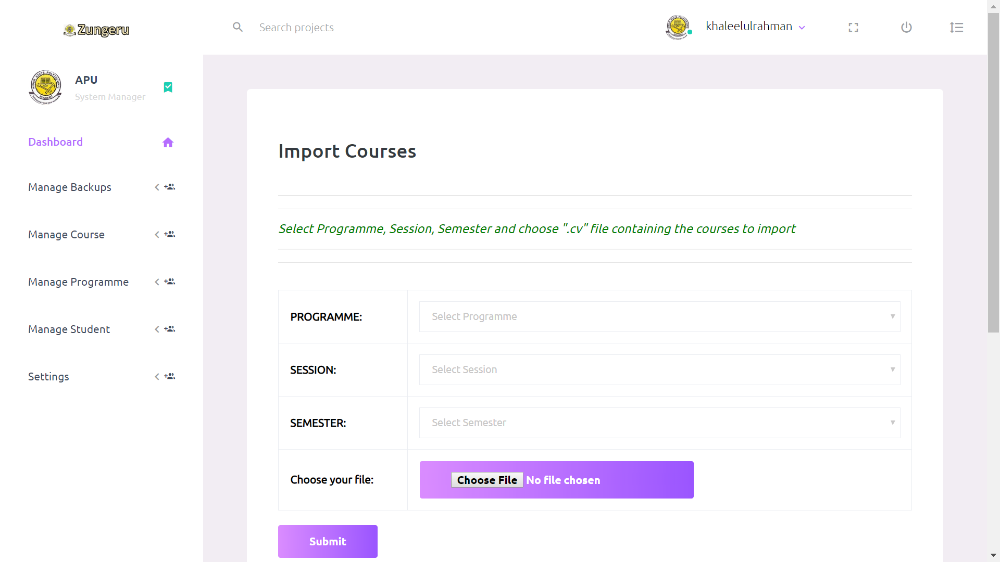 Zungeru
Search projects
khaleelulrahman
APU
System Manager
Dashboard
Manage Backups
Manage Course
Manage Programme
Manage Student
Settings
Import Courses
Select Programme, Session, Semester and choose ".cv" file containing the courses to import
PROGRAMME:
Select Programme
SESSION:
Select Session
SEMESTER:
Select Semester
Choose your file:
Choose File No file chosen
Submit